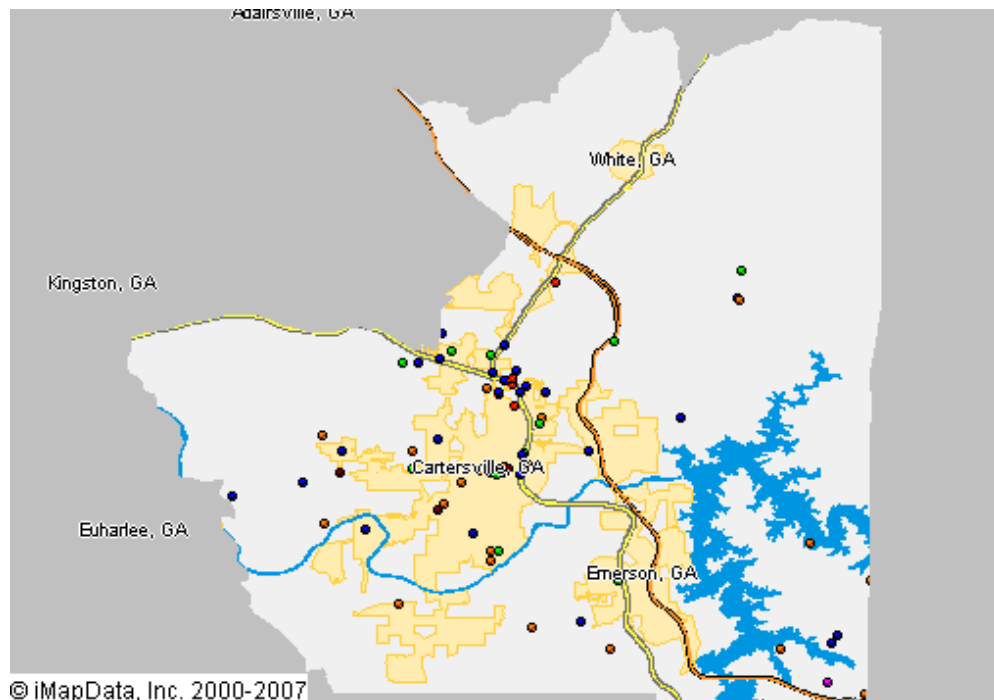 Adairsville, GA
White, GA
Kingston, GA
Cartersville, GA
Euharlee, GA
Emerson, GA
© iMapData, Inc. 2000-2007